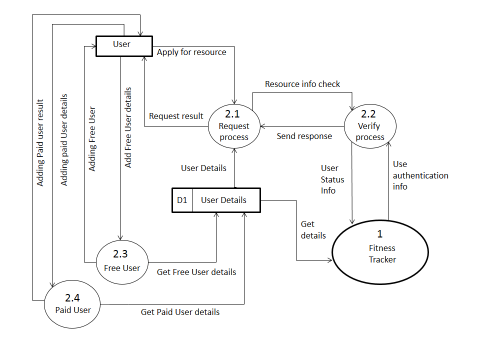 User
Apply for resource
Resource info check
2.1
Request
process
2.2
Verify
process
Request result
Send response
Adding Paid user result
Adding paid User details
Adding Free User
Add Free User details
User Details
User
Status
Info
Use
authentication
info
D1 User Details
Get
details
1
Fitness
Tracker
2.3
Free User
Get Free User details
2.4
Paid User
Get Paid User details